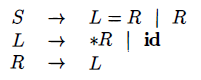 S → L = R | R
L → *R | id
R → L